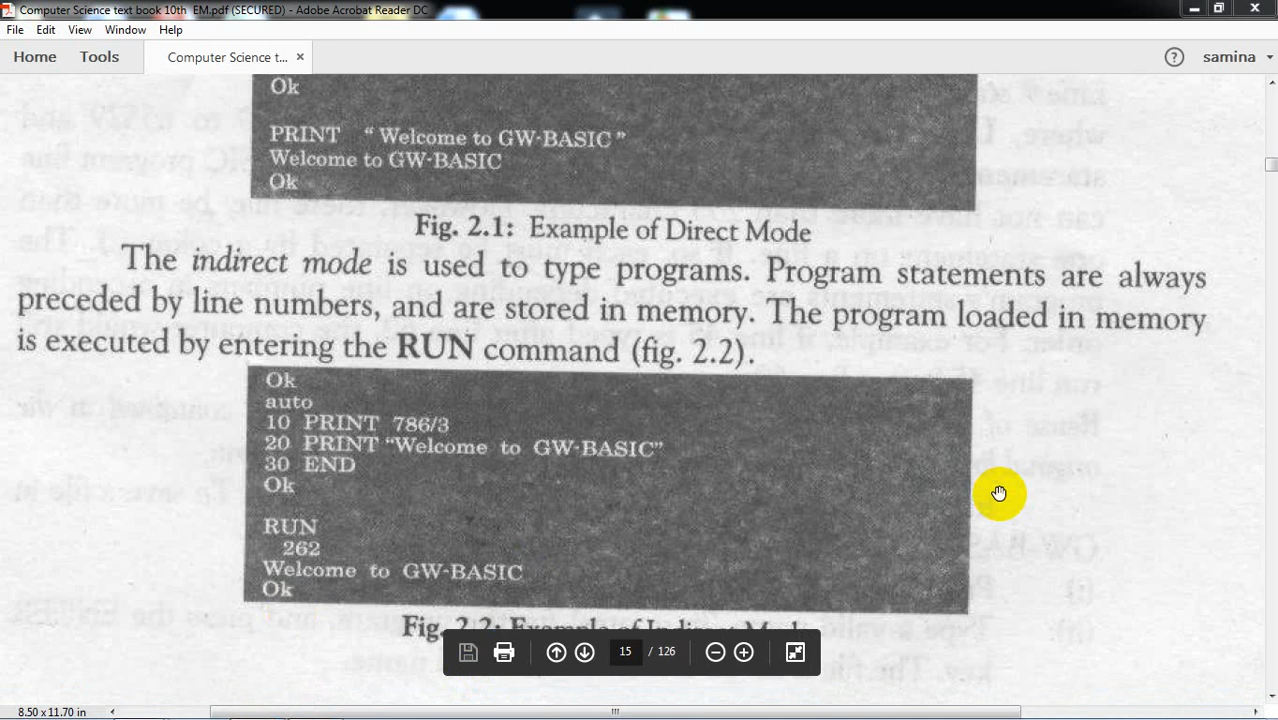 Computer Science text book 10th EM.pdf (SECURED) - Adobe Acrobat Reader DC
File Edit View Window Help
Home Tools Computer Science t... × ? samina
Ok
PRINT " Welcome to GW-BASIC "
Welcome to GW-BASIC
Ok
Fig. 2.1: Example of Direct Mode
The indirect mode is used to type programs. Program statements are always
preceded by line numbers, and are stored in memory. The program loaded in memory
is executed by entering the RUN command (fig. 2.2).
Ok
auto
10 PRINT 786/3
20 PRINT "Welcome to GW-BASIC"
30 END
Ok
RUN
262
Welcome to GW-BASIC
Ok
Fig.
15 / 126
8.50 x 11.70 in